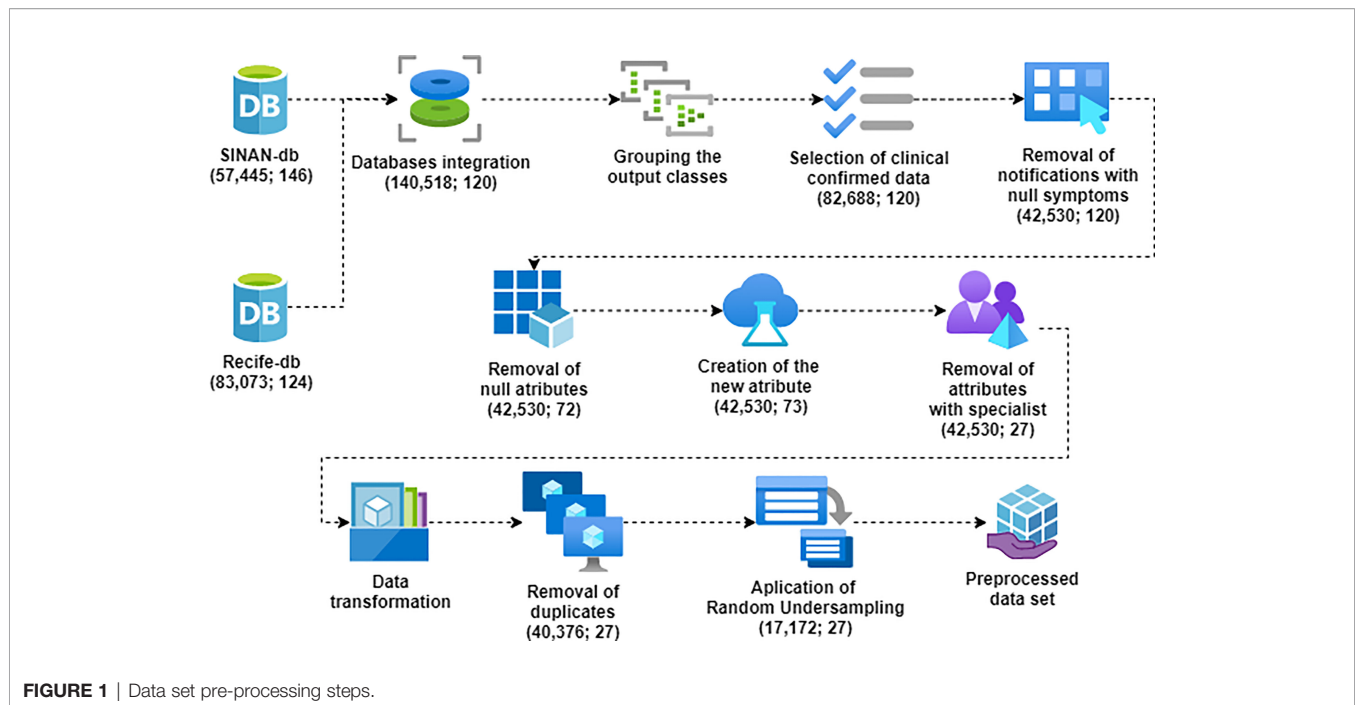 DB
SINAN-db
(57,445; 146)
Databases integration
(140,518; 120)
Grouping the
output classes
Selection of clinical
confirmed data
(82,688; 120)
Removal of
notifications with
null symptoms
(42,530; 120)
DB
Recife-db
(83,073; 124)
Removal of
null atributes
(42,530; 72)
Creation of the
new atribute
(42,530; 73)
Removal of
attributes
with specialist
(42,530; 27)
Data
transformation
Removal of
duplicates
(40,376; 27)
Aplication of
Random Undersampling
(17,172; 27)
Preprocessed
data set
FIGURE 1 | Data set pre-processing steps.